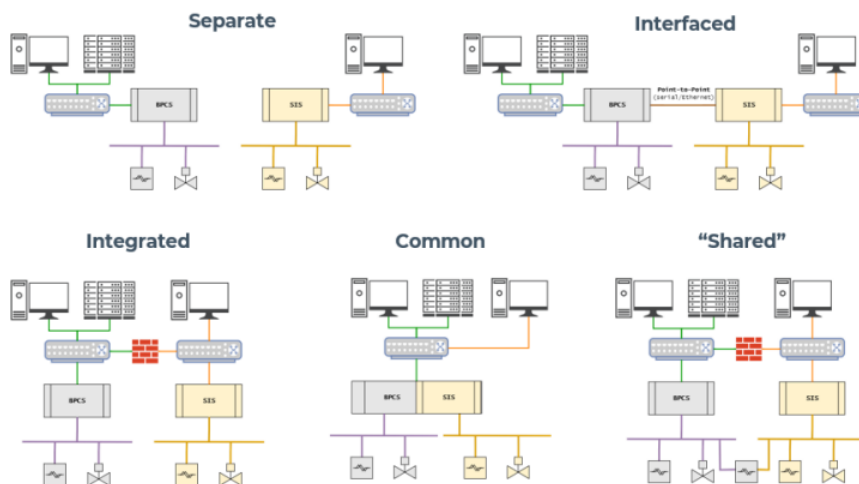 Separate
Interfaced
BPCS
SIS
BPCS
Point-to-Point
(Serial/Ethernet)
SIS
Integrated
Common
“Shared”
BPCS
SIS
BPCS
SIS
BPCS
SIS